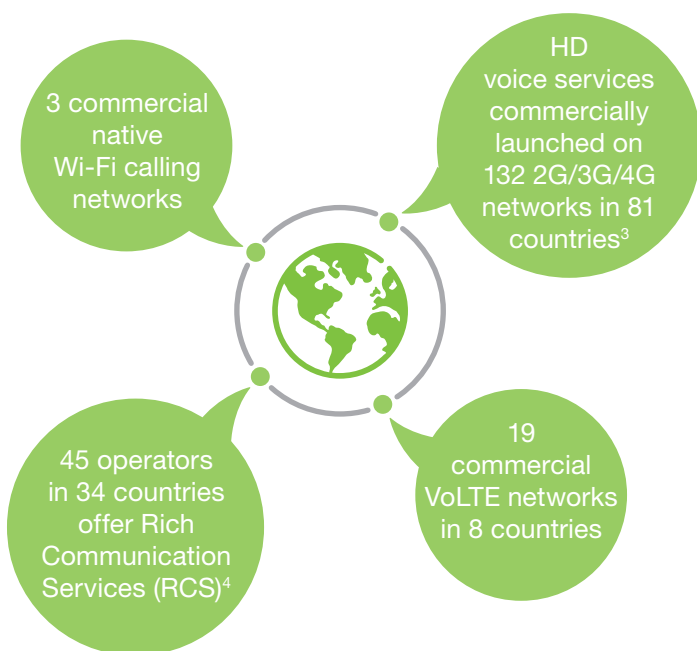 3 commercial
native
Wi-Fi calling
networks
HD
voice services
commercially
launched on
132 2G/3G/4G
networks in 81
countries³
45 operators
in 34 countries
offer Rich
Communication
Services (RCS)⁴
19
commercial
VoLTE networks
in 8 countries